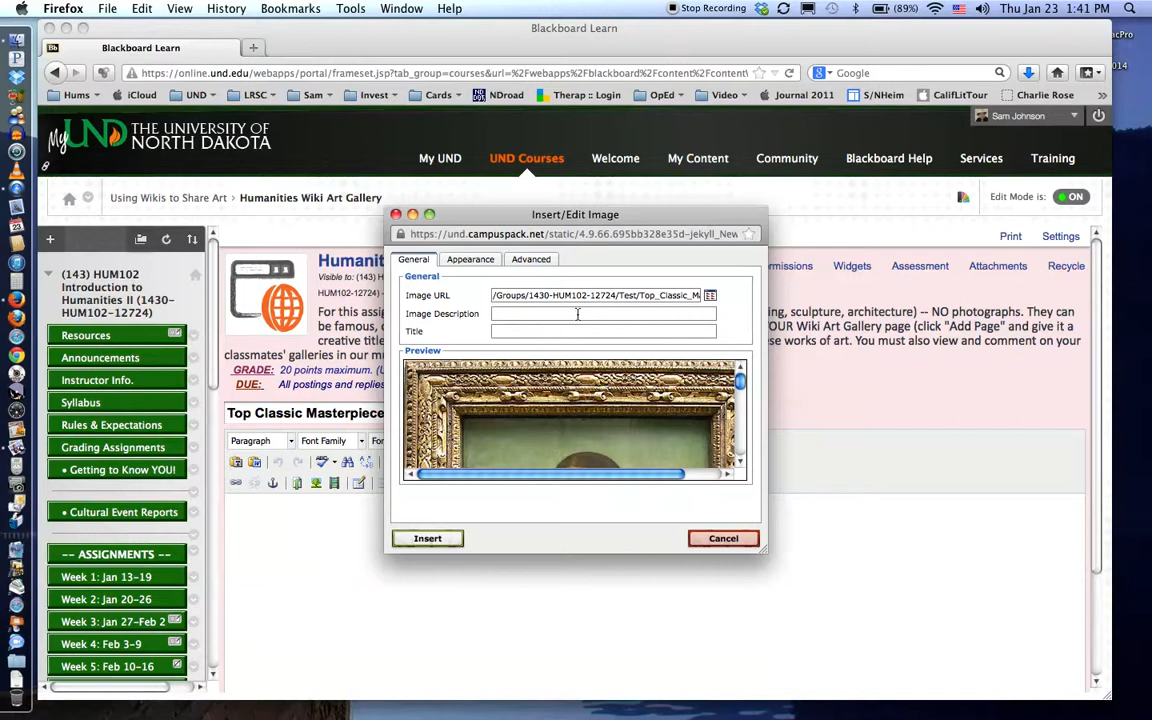 Firefox File Edit View History Bookmarks Tools Window Help
Stop Recording (89%) Thu Jan 23 1:41 PM
Blackboard Learn
Bb Blackboard Learn
https://online.und.edu/webapps/portal/frameset.jsp?tab_group=courses&url=%2Fwebapps%2Fblackboard%2Fcontent%2Fcontent\ Google
Hums iCloud UND LRSC Sam Invest Cards NDroad Therap :: Login OpEd Video Journal 2011 S/NHeim CalifLitTour Charlie Rose
acPro
014
MyUND THE UNIVERSITY OF
NORTH DAKOTA
Sam Johnson
My UND UND Courses Welcome My Content Community Blackboard Help Services Training
Using Wikis to Share Art > Humanities Wiki Art Gallery
Edit Mode is: ON
Print Settings
(143) HUM102
Introduction to
Humanities II (1430-
HUM102-12724)
Resources
Announcements
Instructor Info.
Syllabus
Rules & Expectations
Grading Assignments
• Getting to Know YOU!
• Cultural Event Reports
-- ASSIGNMENTS --
Week 1: Jan 13-19
Week 2: Jan 20-26
Week 3: Jan 27-Feb 2
Week 4: Feb 3-9
Week 5: Feb 10-16
Humanit
Visible to: (143) H
HUM102-12724)
missions Widgets Assessment Attachments Recycle
For this assi
be famous, c
creative title
classmates' galleries in our m
ing, sculpture, architecture) -- NO photographs. They can
OUR Wiki Art Gallery page (click "Add Page" and give it a
se works of art. You must also view and comment on your
GRADE: 20 points maximum. (U
DUE: All postings and replies
Top Classic Masterpiece
Paragraph Font Family For
Insert/Edit Image
https://und.campuspack.net/static/4.9.66.695bb328e35d-jekyll_New
General Appearance Advanced
General
Image URL /Groups/1430-HUM102-12724/Test/Top_Classic_Ma
Image Description
Title
Preview
Insert Cancel